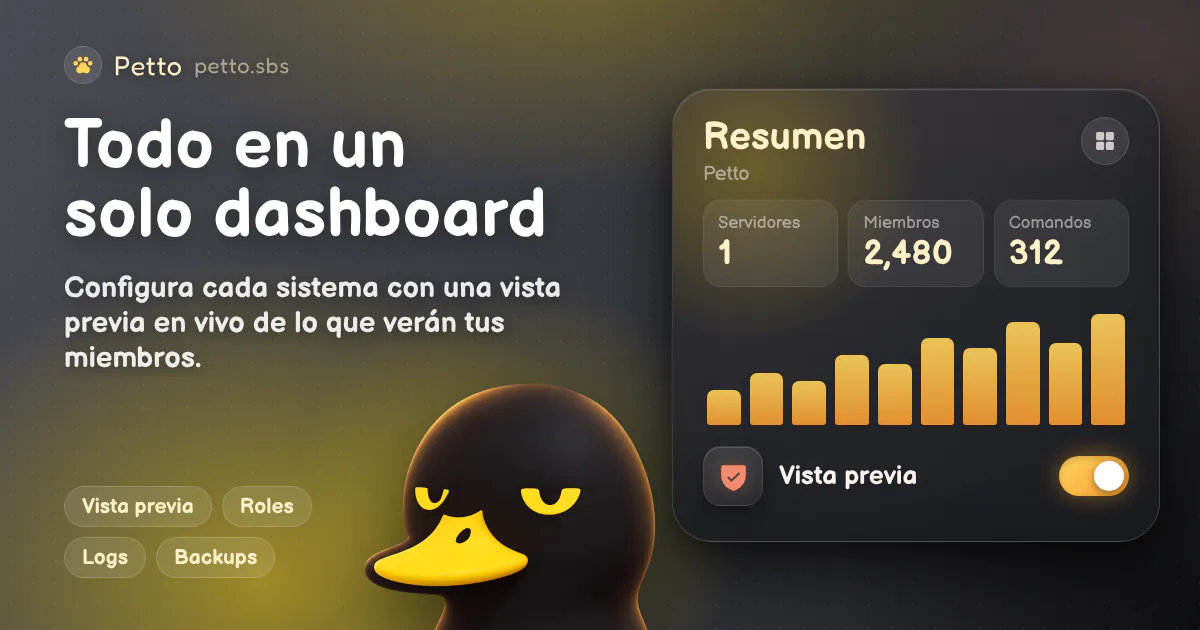 Petto petto.sbs
Todo en un
solo dashboard
Configura cada sistema con una vista
previa en vivo de lo que verán tus
miembros.
Vista previa Roles
Logs Backups
Resumen
Petto
Servidores Miembros Comandos
1 2,480 312
Vista previa